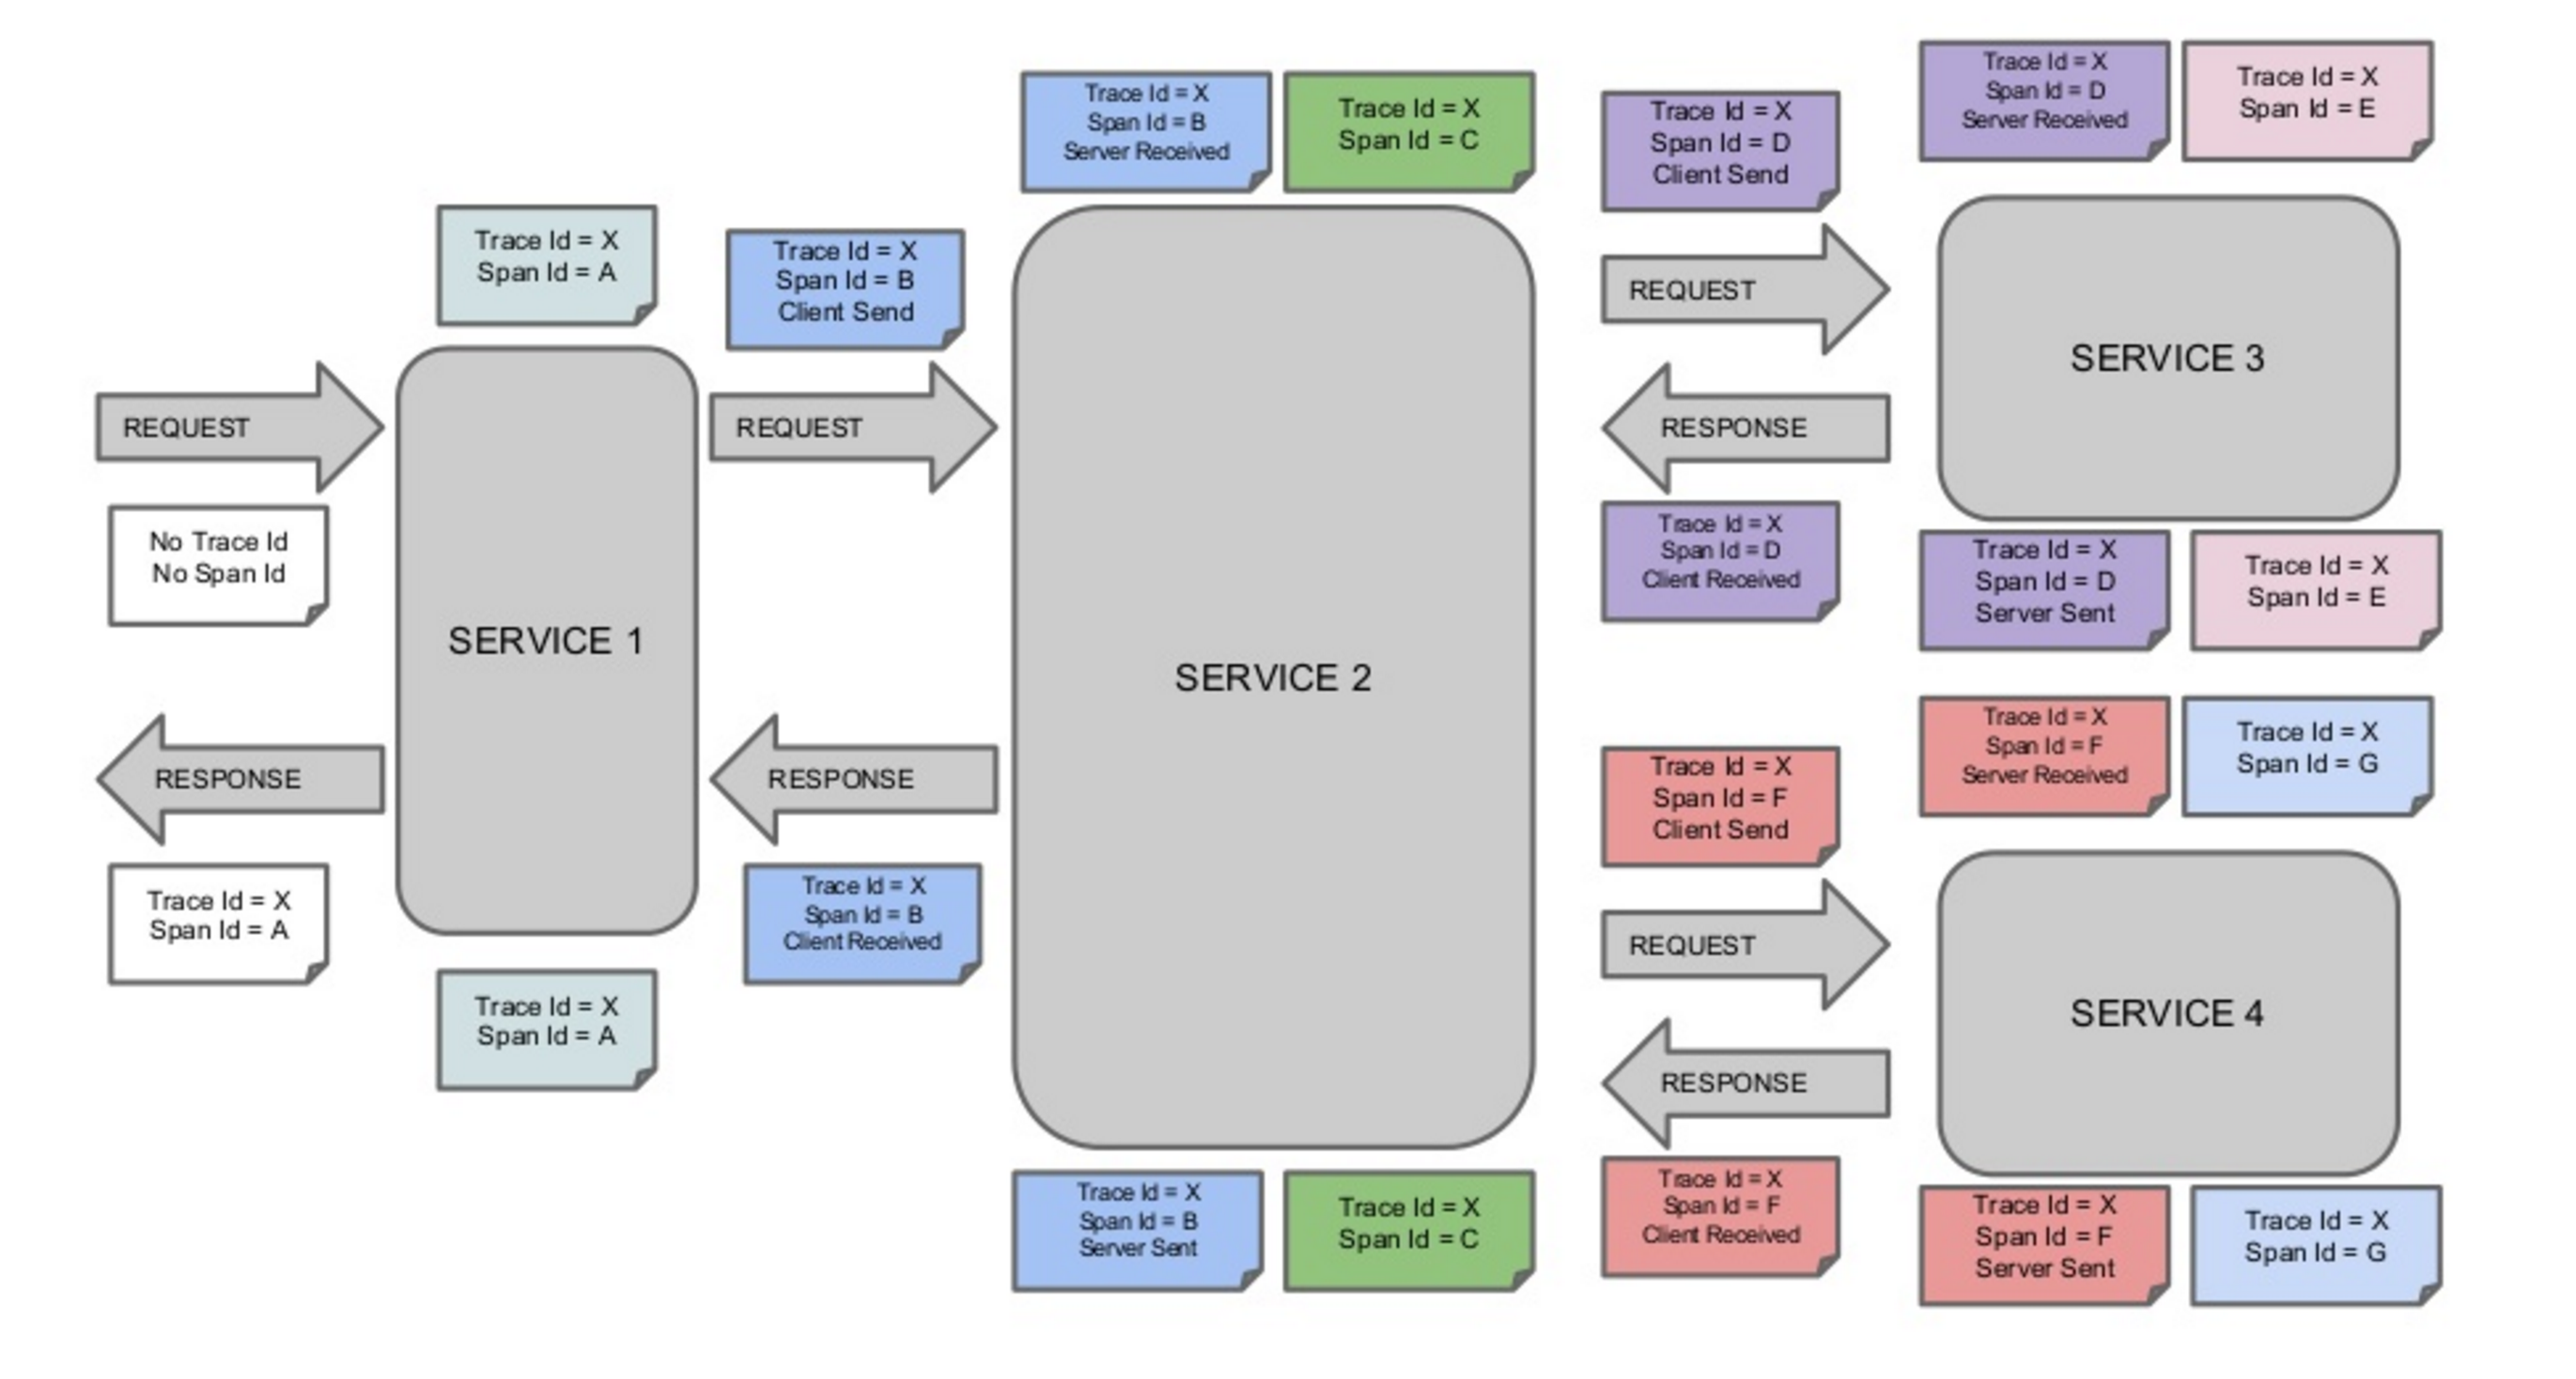 No Trace Id
No Span Id
REQUEST
RESPONSE
Trace Id = X
Span Id = A
Trace Id = X
Span Id = A
SERVICE 1
Trace Id = X
Span Id = A
Trace Id = X
Span Id = B
Client Send
REQUEST
RESPONSE
Trace Id = X
Span Id = B
Client Received
Trace Id = X
Span Id = B
Server Received
Trace Id = X
Span Id = C
SERVICE 2
Trace Id = X
Span Id = B
Server Sent
Trace Id = X
Span Id = C
Trace Id = X
Span Id = D
Client Send
REQUEST
RESPONSE
Trace Id = X
Span Id = D
Client Received
Trace Id = X
Span Id = D
Server Received
Trace Id = X
Span Id = E
SERVICE 3
Trace Id = X
Span Id = D
Server Sent
Trace Id = X
Span Id = E
Trace Id = X
Span Id = F
Client Send
REQUEST
RESPONSE
Trace Id = X
Span Id = F
Client Received
Trace Id = X
Span Id = F
Server Received
Trace Id = X
Span Id = G
SERVICE 4
Trace Id = X
Span Id = F
Server Sent
Trace Id = X
Span Id = G